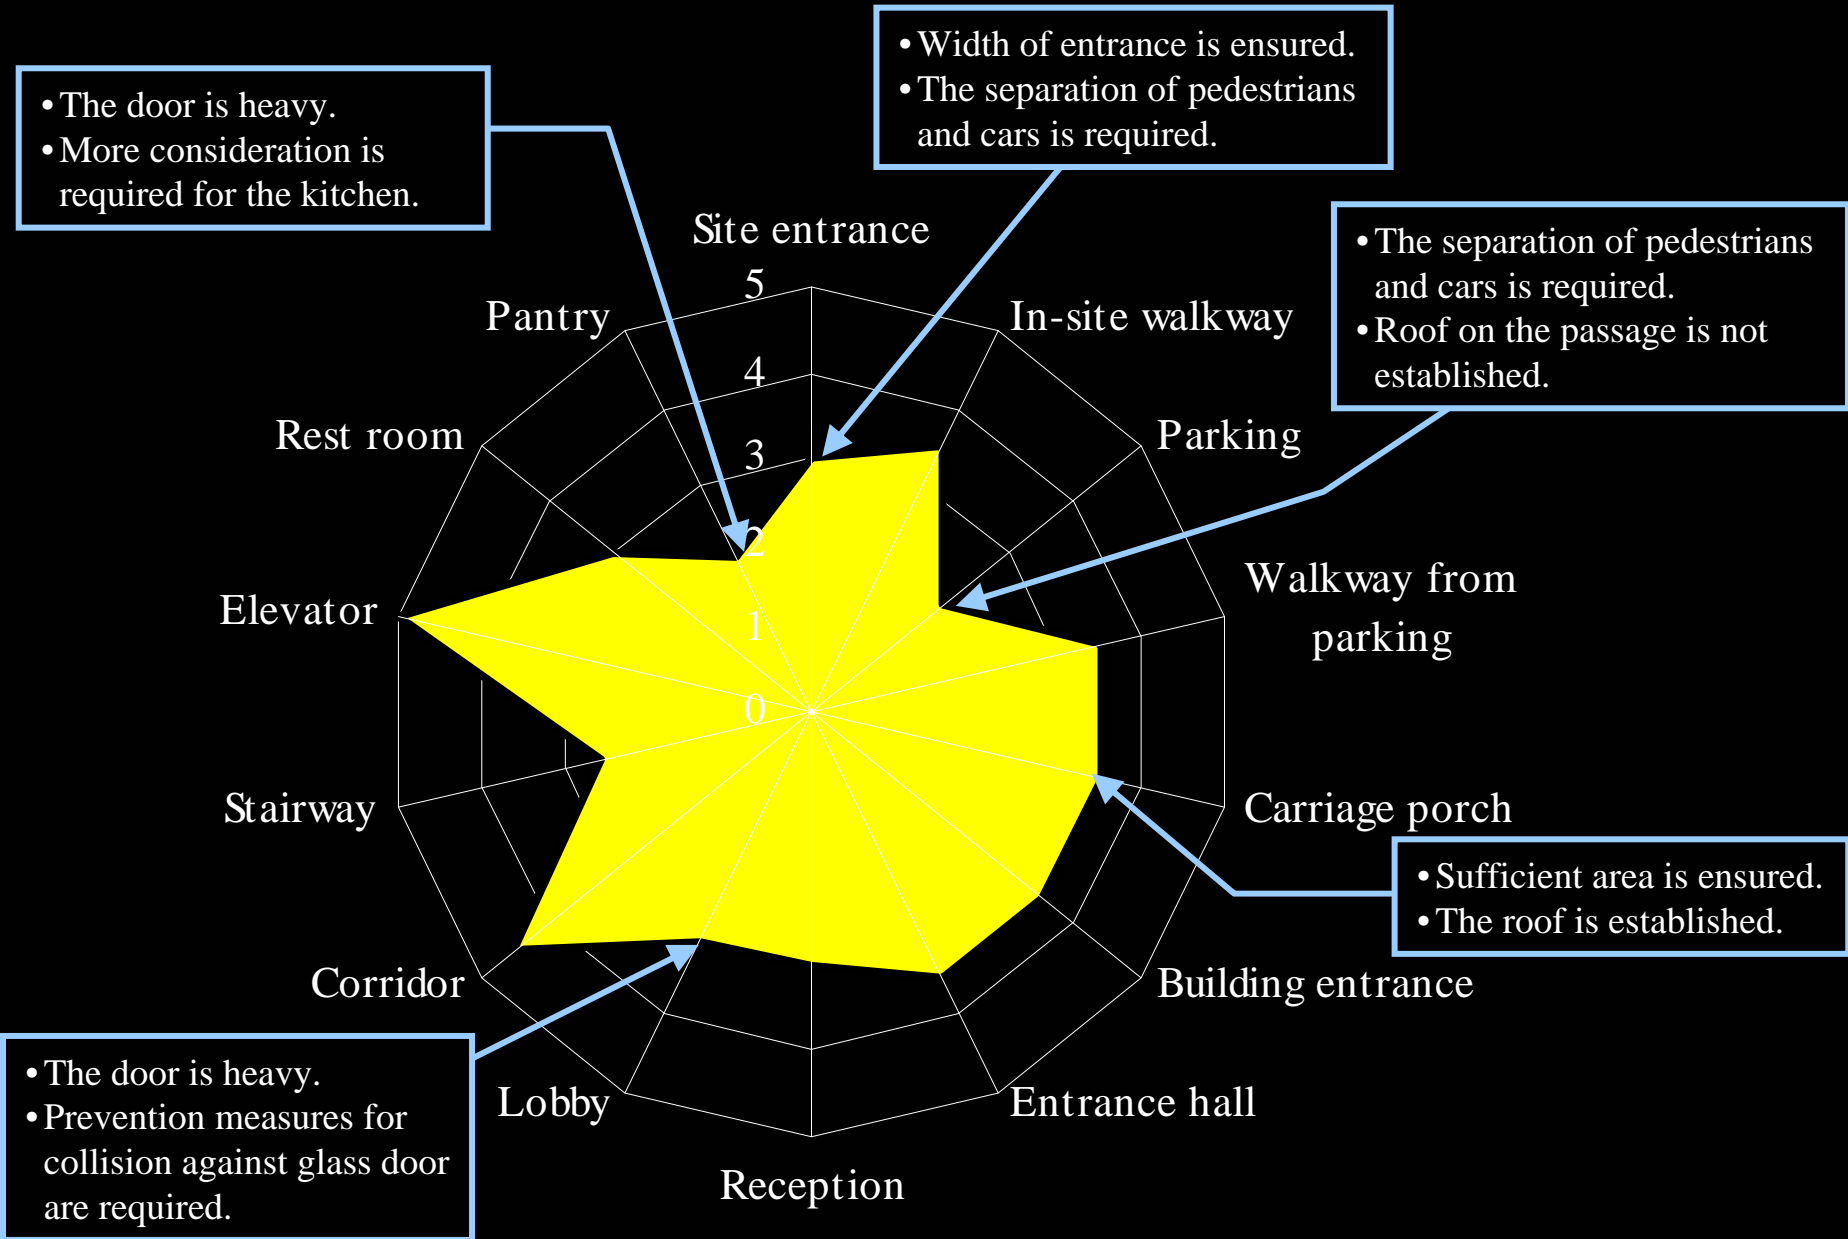 • Width of entrance is ensured.
• The separation of pedestrians
and cars is required.
• The door is heavy.
• More consideration is
required for the kitchen.
• The separation of pedestrians
and cars is required.
• Roof on the passage is not
established.
Site entrance
5
4
3
2
1
0
In-site walkway
Parking
Walkway from
parking
Carriage porch
Building entrance
Entrance hall
Reception
Lobby
Corridor
Stairway
Elevator
Rest room
Pantry
• Sufficient area is ensured.
• The roof is established.
• The door is heavy.
• Prevention measures for
collision against glass door
are required.